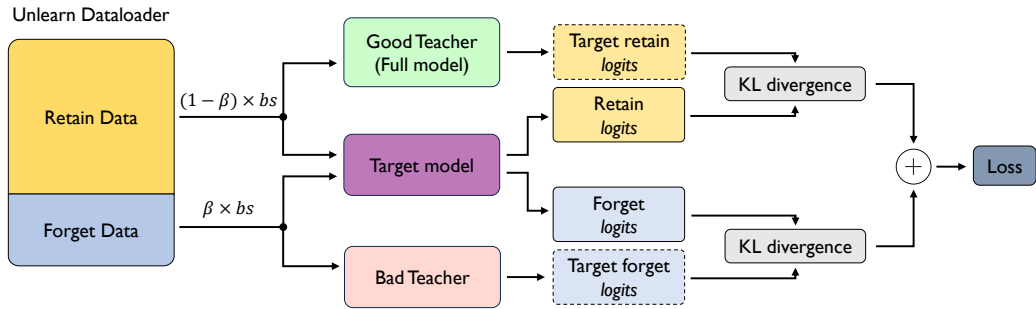 Unlearn Dataloader
Retain Data
Forget Data
(1 − β) × bs
β × bs
Good Teacher
(Full model)
Target model
Bad Teacher
Target retain
logits
Retain
logits
Forget
logits
Target forget
logits
KL divergence
KL divergence
+
Loss